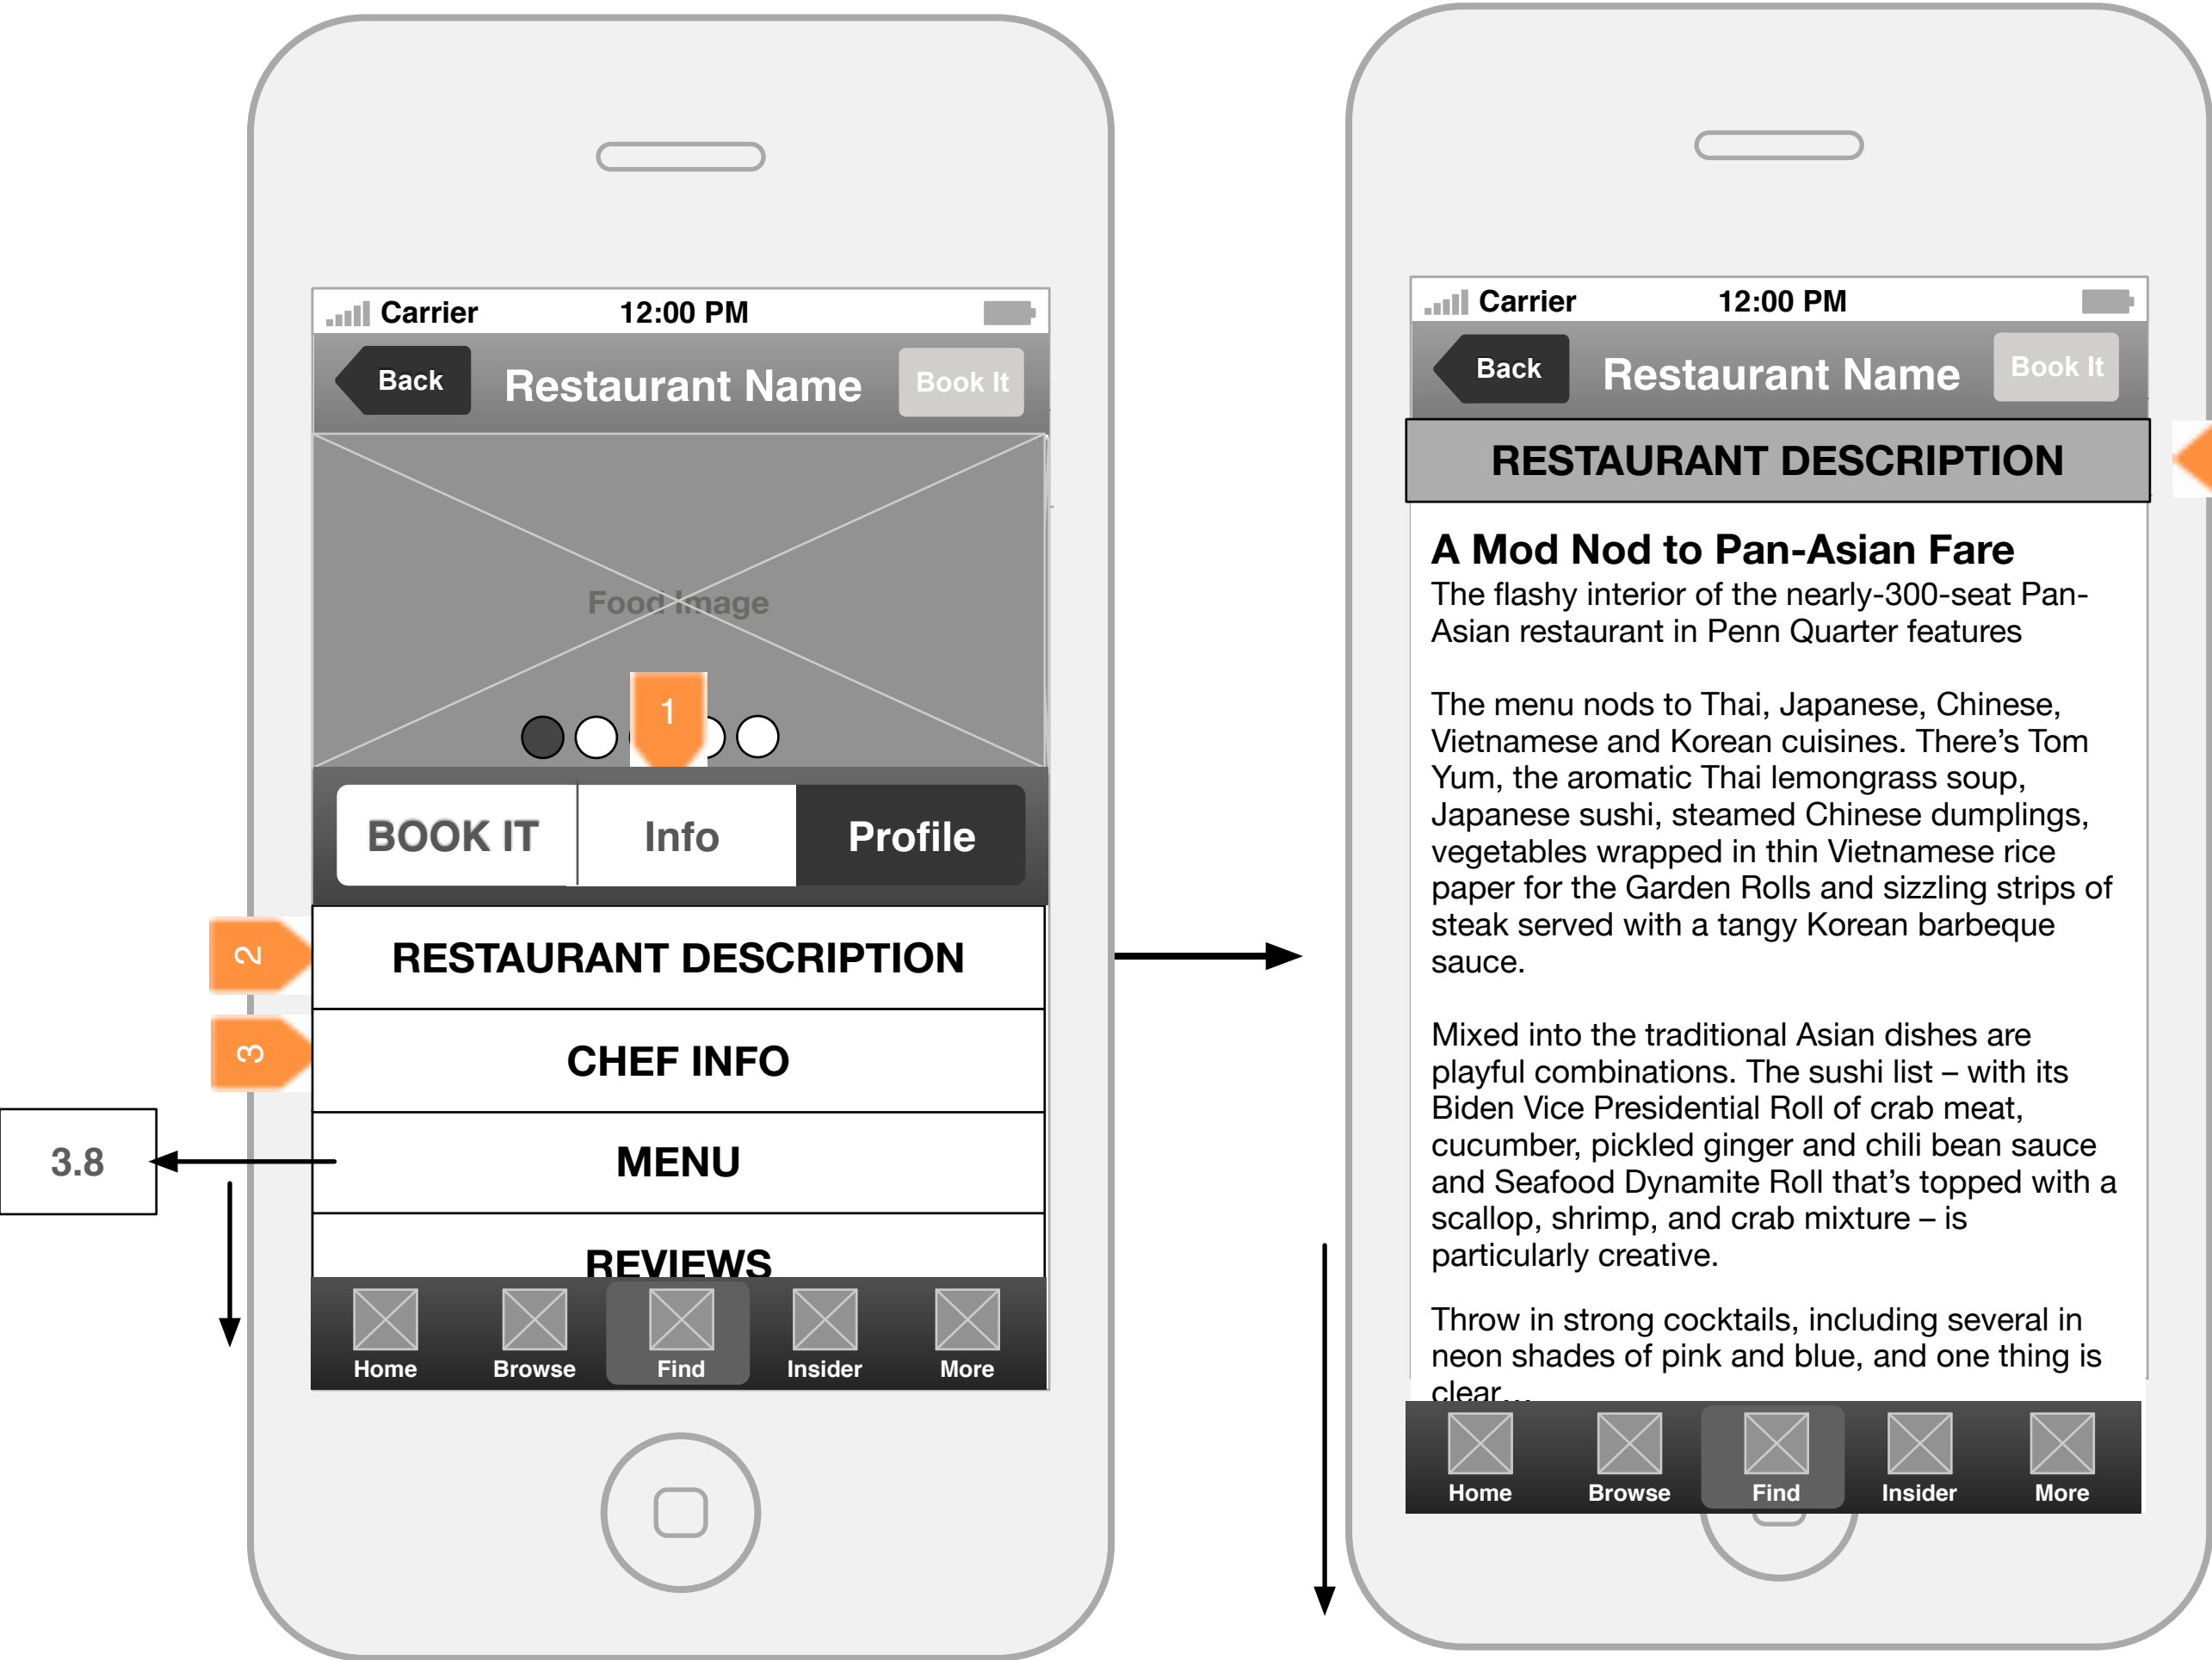 Carrier 12:00 PM
Back Restaurant Name Book It
Food Image
1
BOOK IT Info Profile
2
RESTAURANT DESCRIPTION
3
CHEF INFO
3.8
MENU
REVIEWS
Home Browse Find Insider More
Carrier 12:00 PM
Back Restaurant Name Book It
RESTAURANT DESCRIPTION
A Mod Nod to Pan-Asian Fare
The flashy interior of the nearly-300-seat Pan-
Asian restaurant in Penn Quarter features
The menu nods to Thai, Japanese, Chinese,
Vietnamese and Korean cuisines. There’s Tom
Yum, the aromatic Thai lemongrass soup,
Japanese sushi, steamed Chinese dumplings,
vegetables wrapped in thin Vietnamese rice
paper for the Garden Rolls and sizzling strips of
steak served with a tangy Korean barbeque
sauce.
Mixed into the traditional Asian dishes are
playful combinations. The sushi list – with its
Biden Vice Presidential Roll of crab meat,
cucumber, pickled ginger and chili bean sauce
and Seafood Dynamite Roll that’s topped with a
scallop, shrimp, and crab mixture – is
particularly creative.
Throw in strong cocktails, including several in
neon shades of pink and blue, and one thing is
clear…
Home Browse Find Insider More